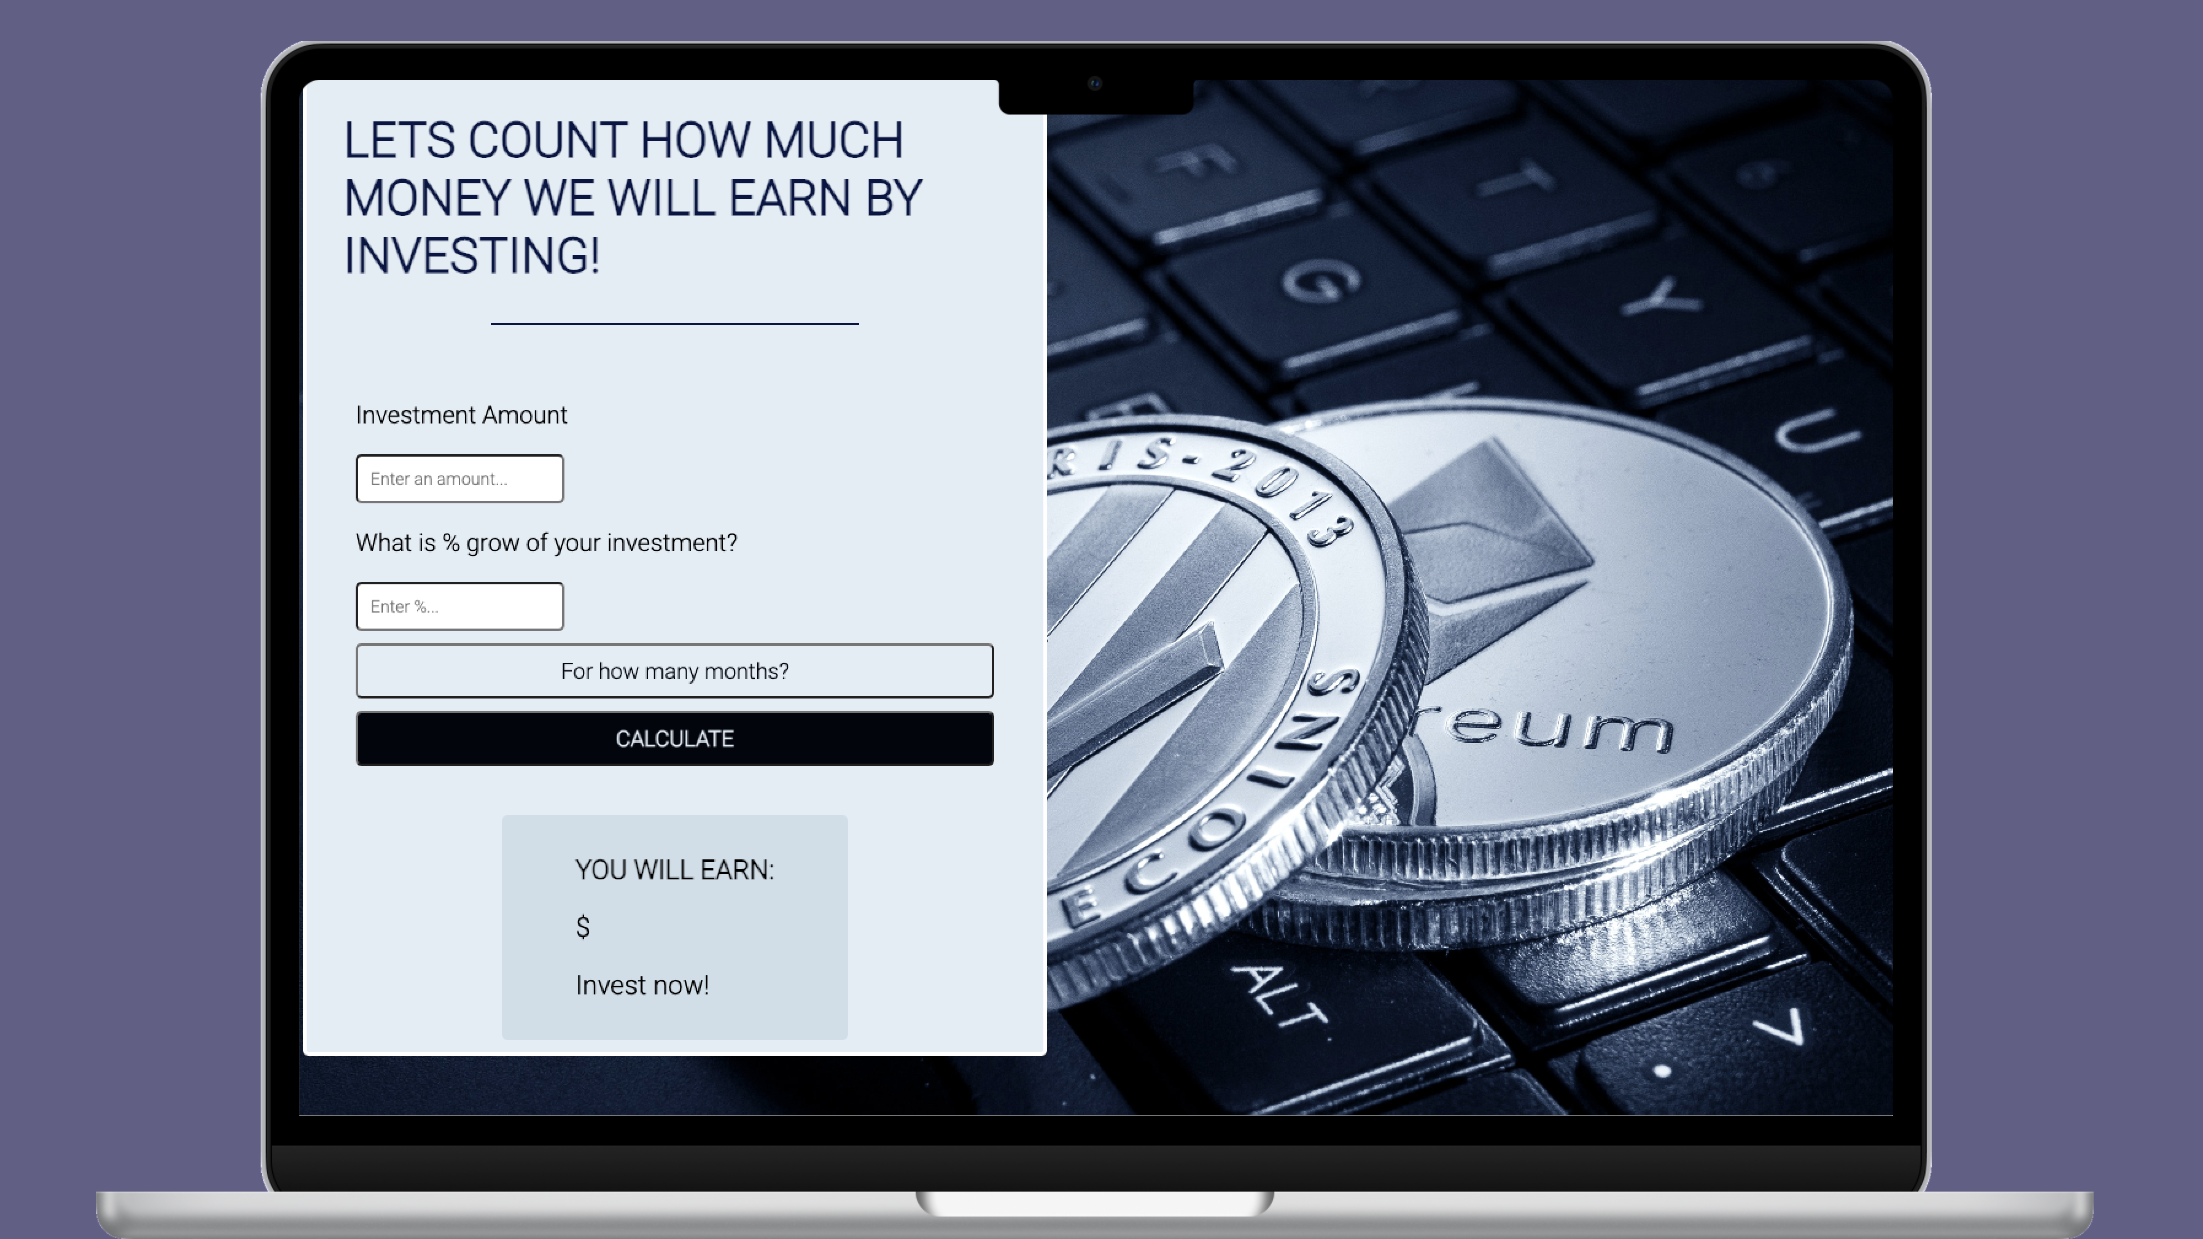 LETS COUNT HOW MUCH
MONEY WE WILL EARN BY
INVESTING!
Investment Amount
Enter an amount...
What is % grow of your investment?
Enter %...
For how many months?
CALCULATE
YOU WILL EARN:
$
Invest now!
F
T
6
G
Y
U
RIS-2013
reum
ECOINS
ALT